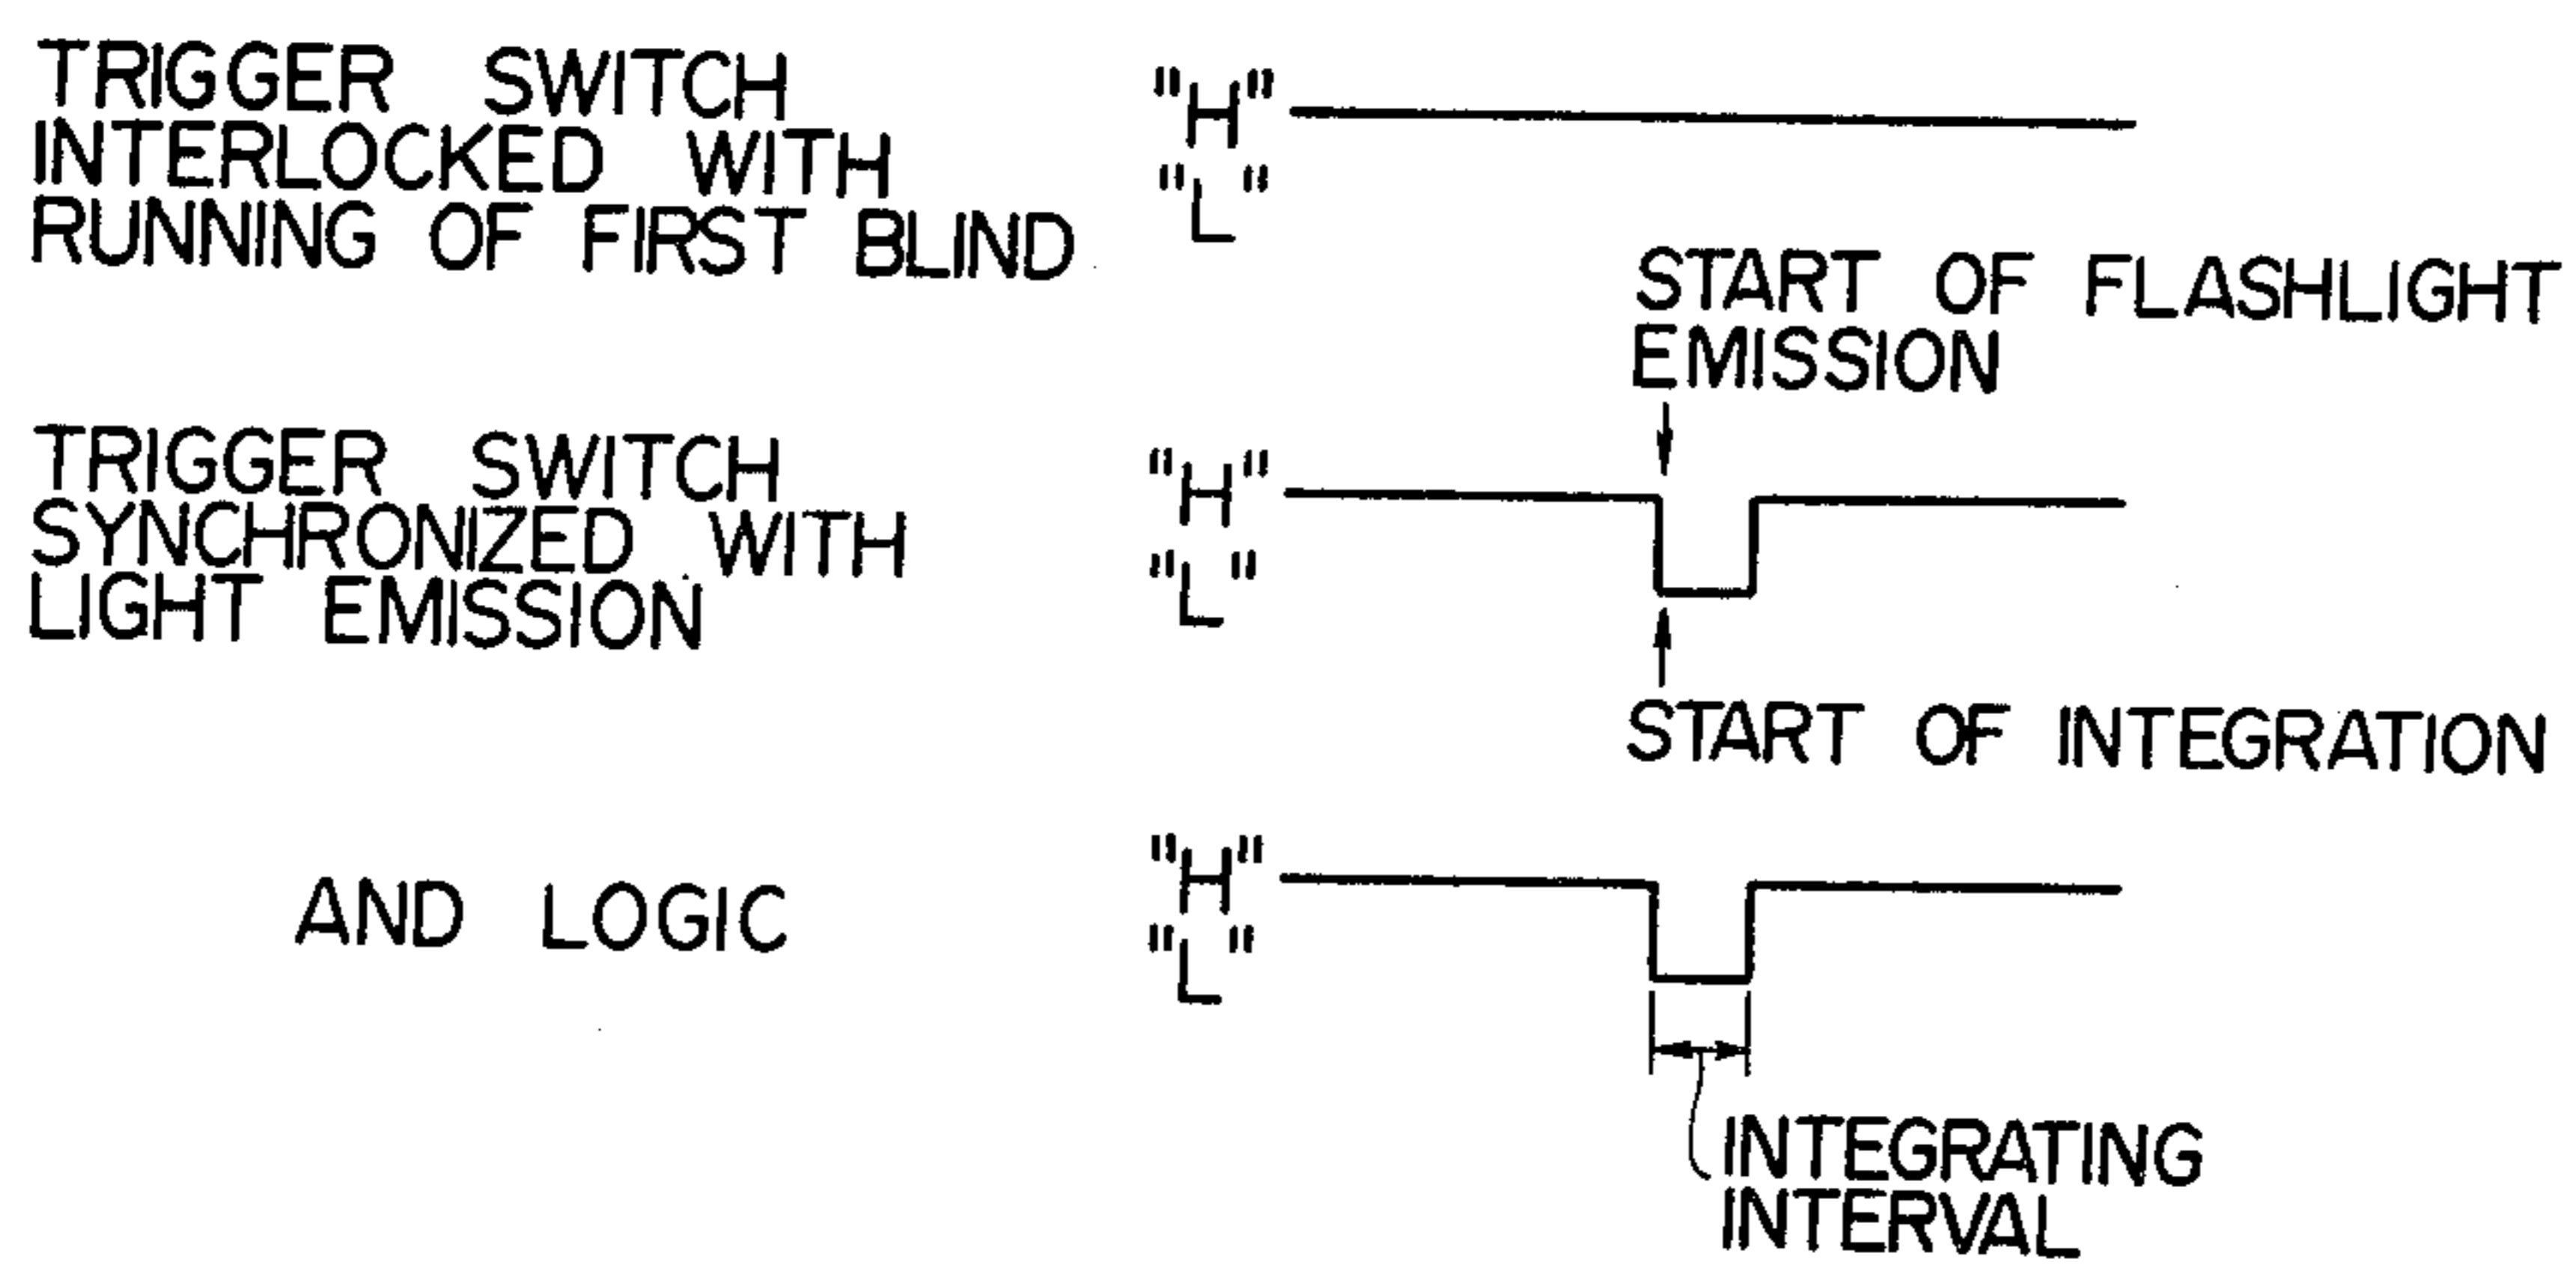 TRIGGER SWITCH
INTERLOCKED WITH
RUNNING OF FIRST BLIND
"H"
"L"
START OF FLASHLIGHT
EMISSION
TRIGGER SWITCH
SYNCHRONIZED WITH
LIGHT EMISSION
"H"
"L"
START OF INTEGRATION
AND LOGIC
"H"
"L"
INTEGRATING
INTERVAL